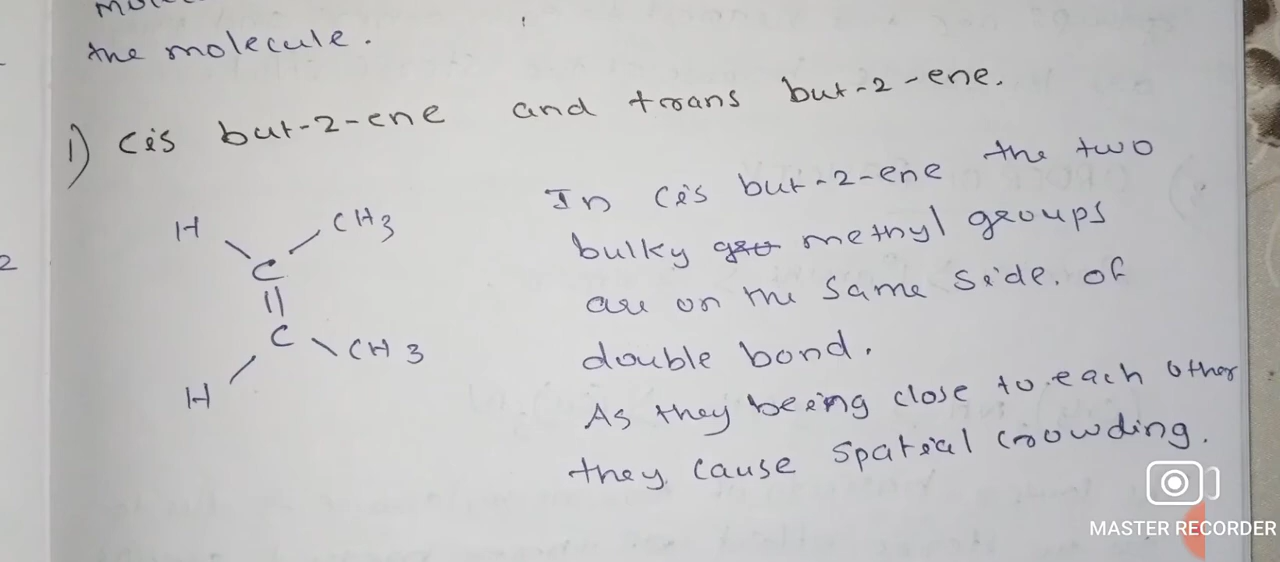 the molecule.
1) Cis but-2-ene and trans but-2-ene.
In Cis but-2-ene the two
bulky methyl groups
are on the same side. of
double bond.
As they being close to each other
they cause spatial crowding.
H CH3
C
C CH3
H
2
MASTER RECORDER